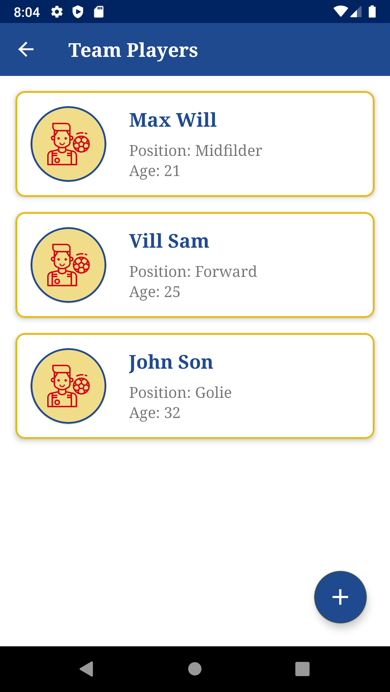 8:04
Team Players
Max Will
Position: Midfilder
Age: 21
Vill Sam
Position: Forward
Age: 25
John Son
Position: Golie
Age: 32
+